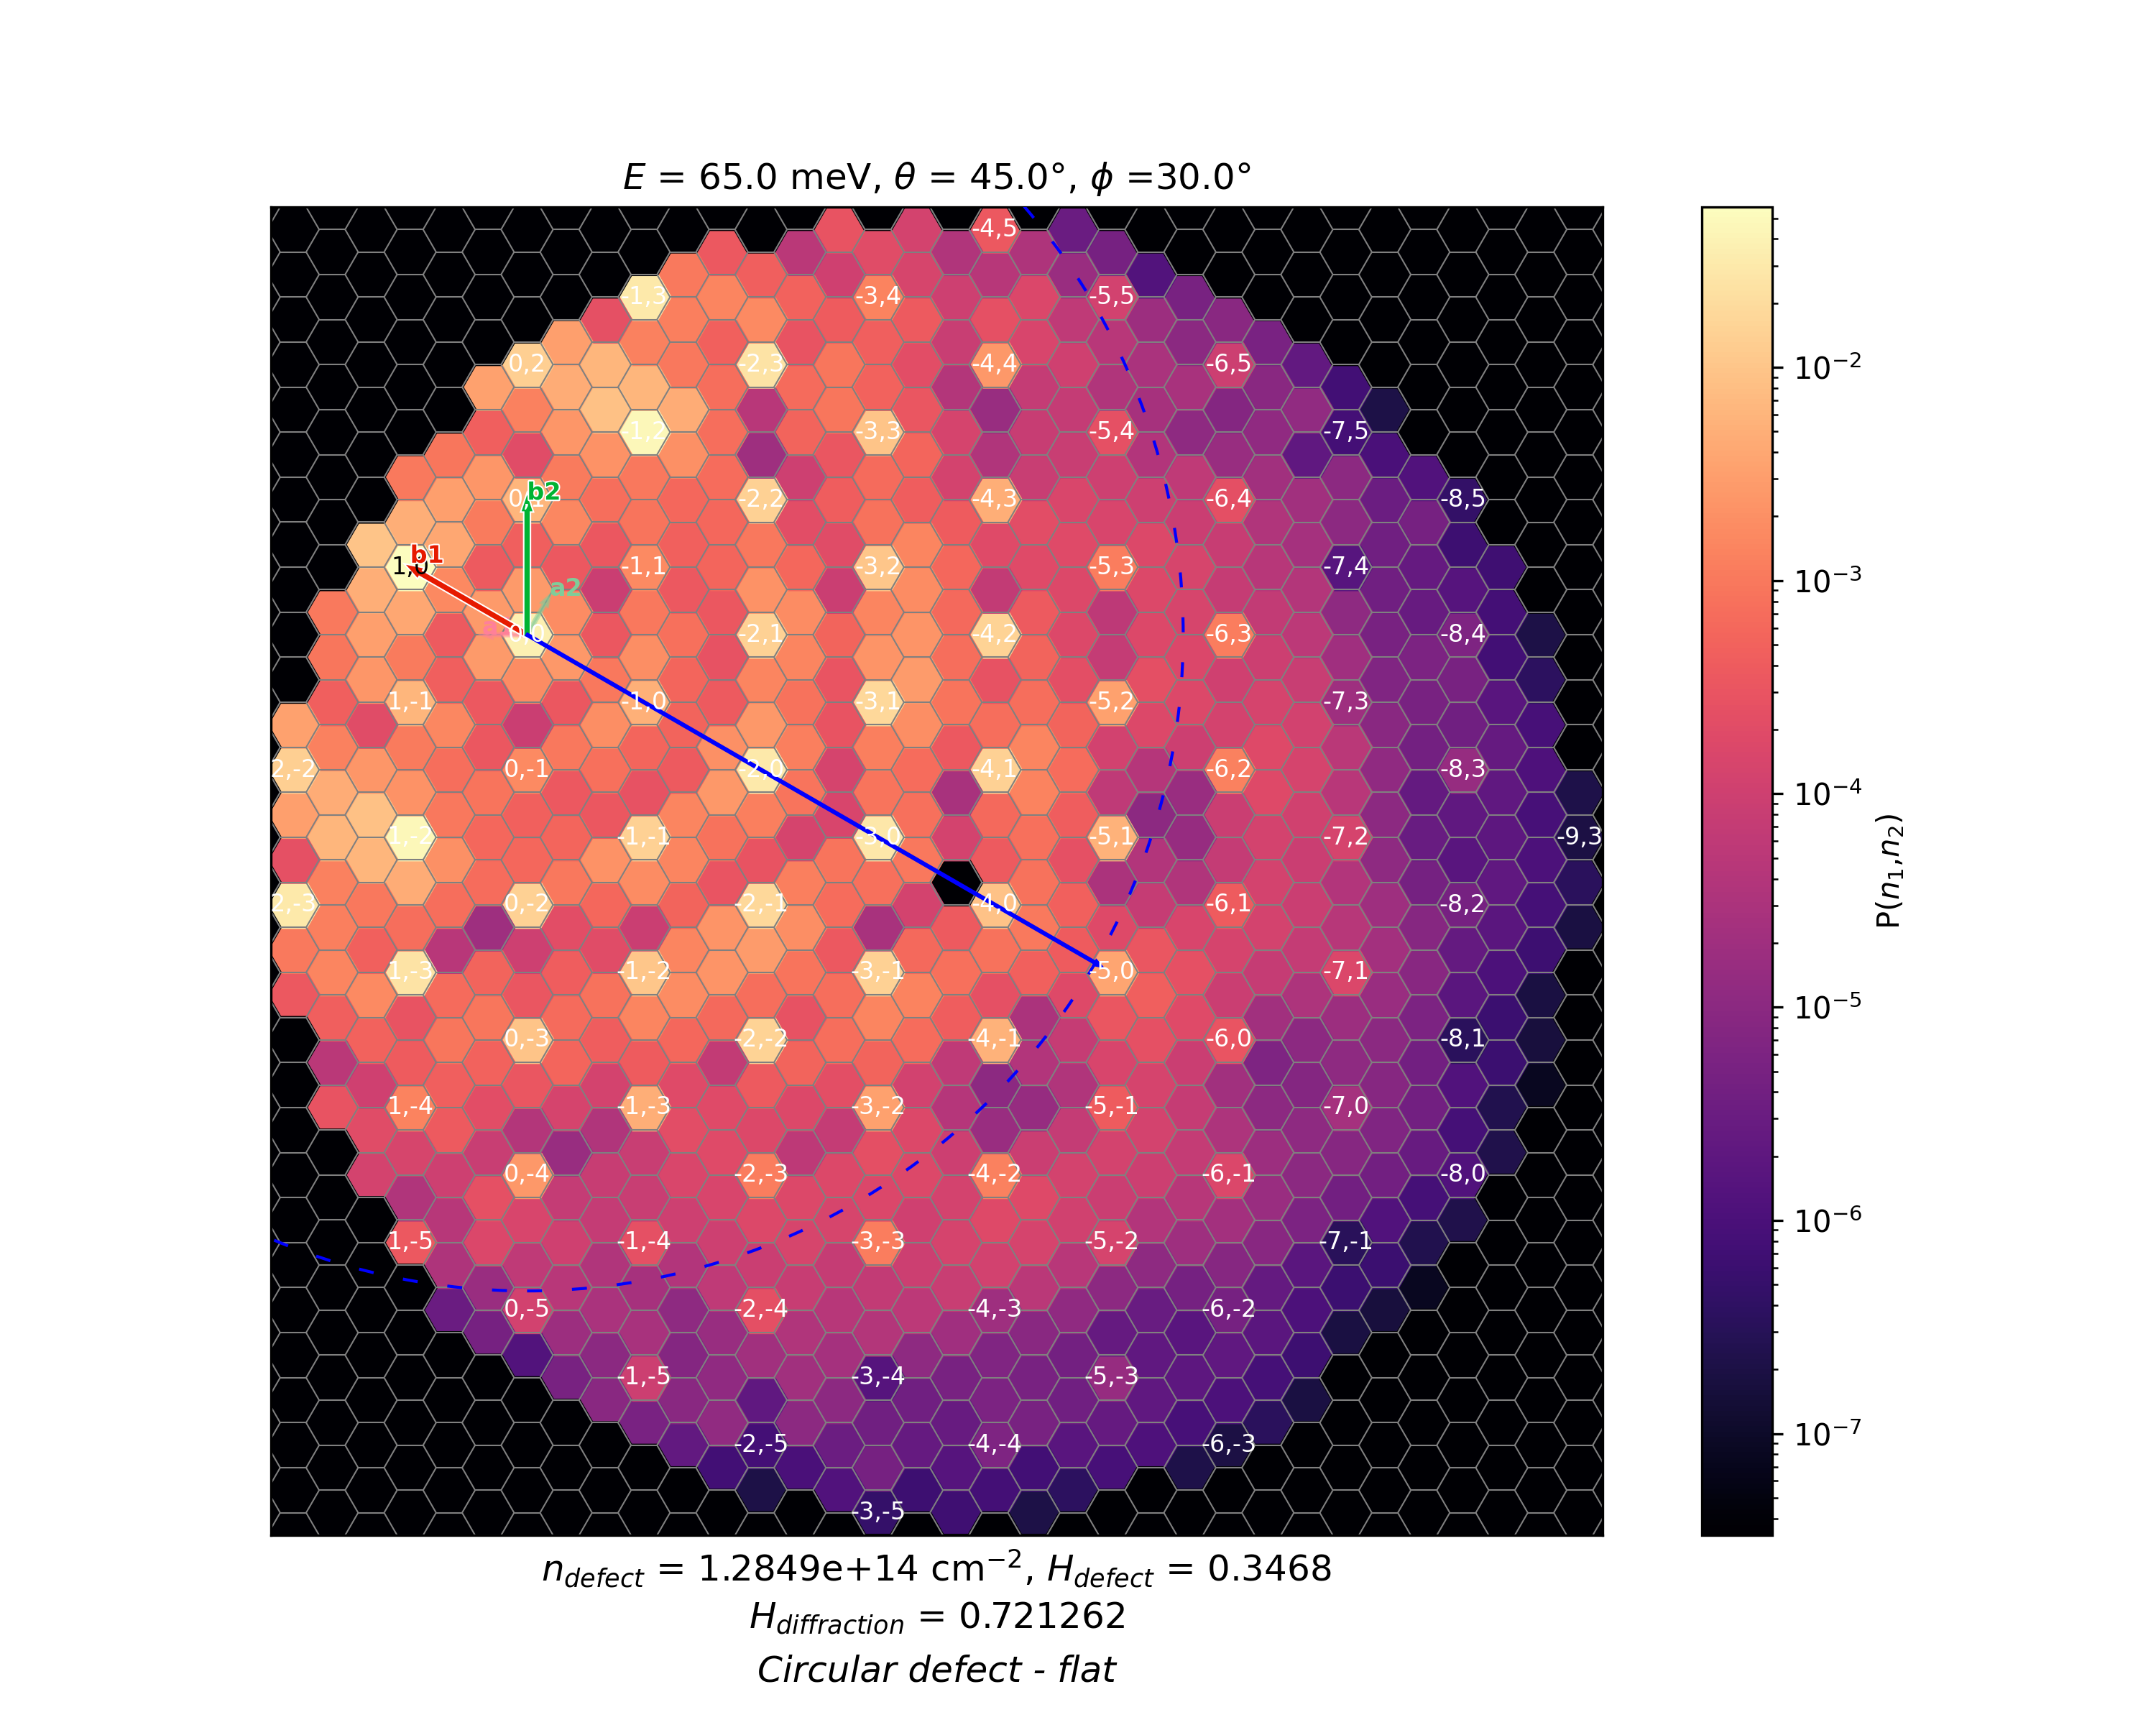 E = 65.0 meV, θ = 45.0°, ϕ =30.0°
-4,5
-1,3 -3,4 -5,5
0,2 -2,3 -4,4 -6,5
-1,2 -3,3 -5,4 -7,5
b2 -2,2 -4,3 -6,4 -8,5
1,0 b1 -1,1 -3,2 -5,3 -7,4
a2
0,0 -2,1 -4,2 -6,3 -8,4
1,-1 -1,0 -3,1 -5,2 -7,3
2,-2 0,-1 -2,0 -4,1 -6,2 -8,3
1,-2 -1,-1 -3,0 -5,1 -7,2 -9,3
2,-3 0,-2 -2,-1 -4,0 -6,1 -8,2
1,-3 -1,-2 -3,-1 -5,0 -7,1
0,-3 -2,-2 -4,-1 -6,0 -8,1
1,-4 -1,-3 -3,-2 -5,-1 -7,0
0,-4 -2,-3 -4,-2 -6,-1 -8,0
1,-5 -1,-4 -3,-3 -5,-2 -7,-1
0,-5 -2,-4 -4,-3 -6,-2
-1,-5 -3,-4 -5,-3
-2,-5 -4,-4 -6,-3
-3,-5
10⁻²
10⁻³
10⁻⁴
10⁻⁵
10⁻⁶
10⁻⁷
P(n₁,n₂)
n_defect = 1.2849e+14 cm⁻², H_defect = 0.3468
H_diffraction = 0.721262
Circular defect - flat